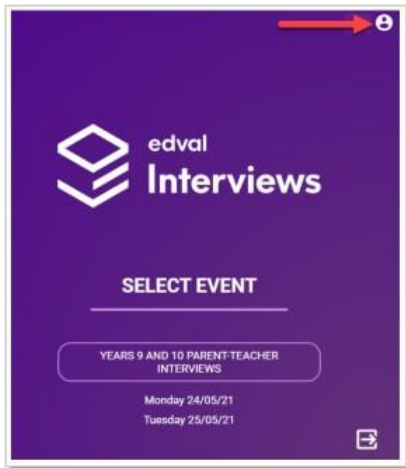 edval
Interviews
SELECT EVENT
YEARS 9 AND 10 PARENT-TEACHER
INTERVIEWS
Monday 24/05/21
Tuesday 25/05/21